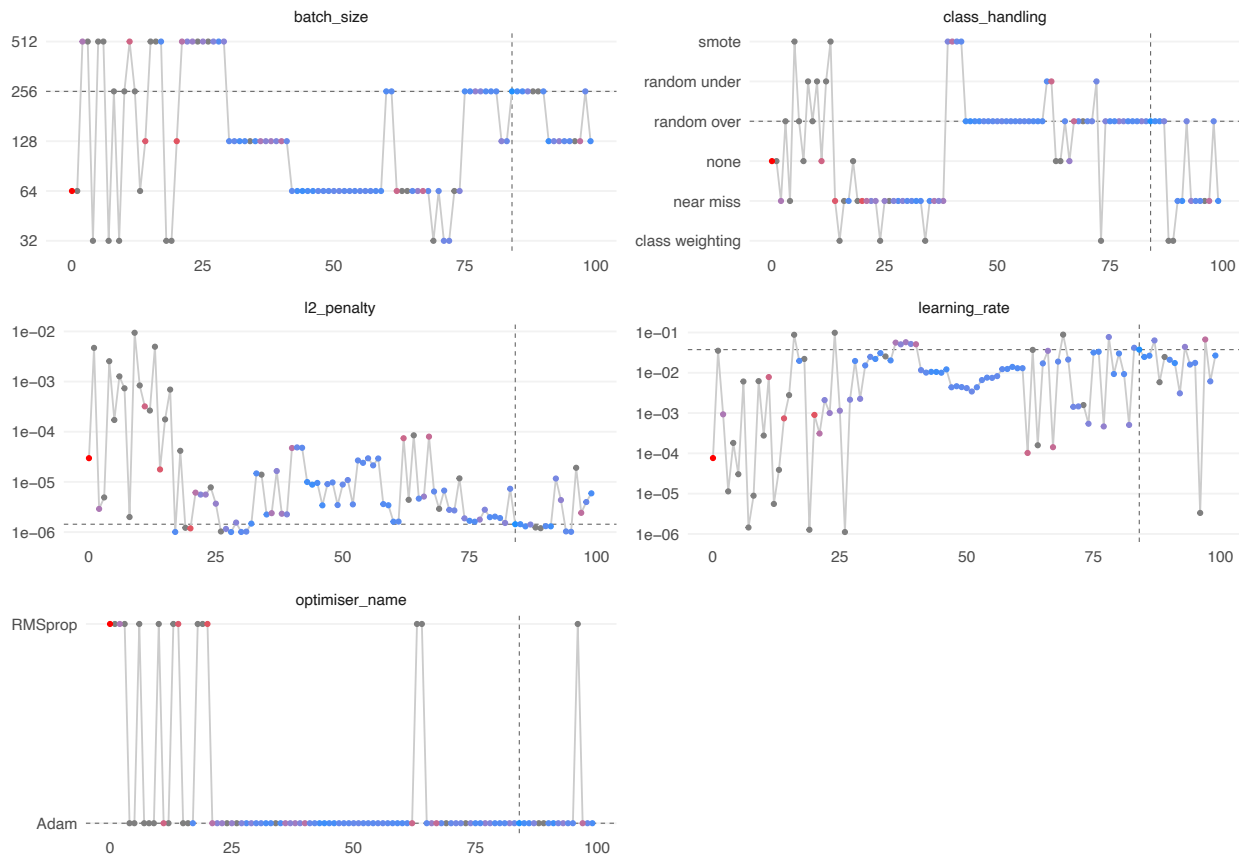 batch_size
512
256
128
64
32
0 25 50 75 100
class_handling
smote
random under
random over
none
near miss
class weighting
0 25 50 75 100
l2_penalty
1e−02
1e−03
1e−04
1e−05
1e−06
0 25 50 75 100
learning_rate
1e−01
1e−02
1e−03
1e−04
1e−05
1e−06
0 25 50 75 100
optimiser_name
RMSprop
Adam
0 25 50 75 100